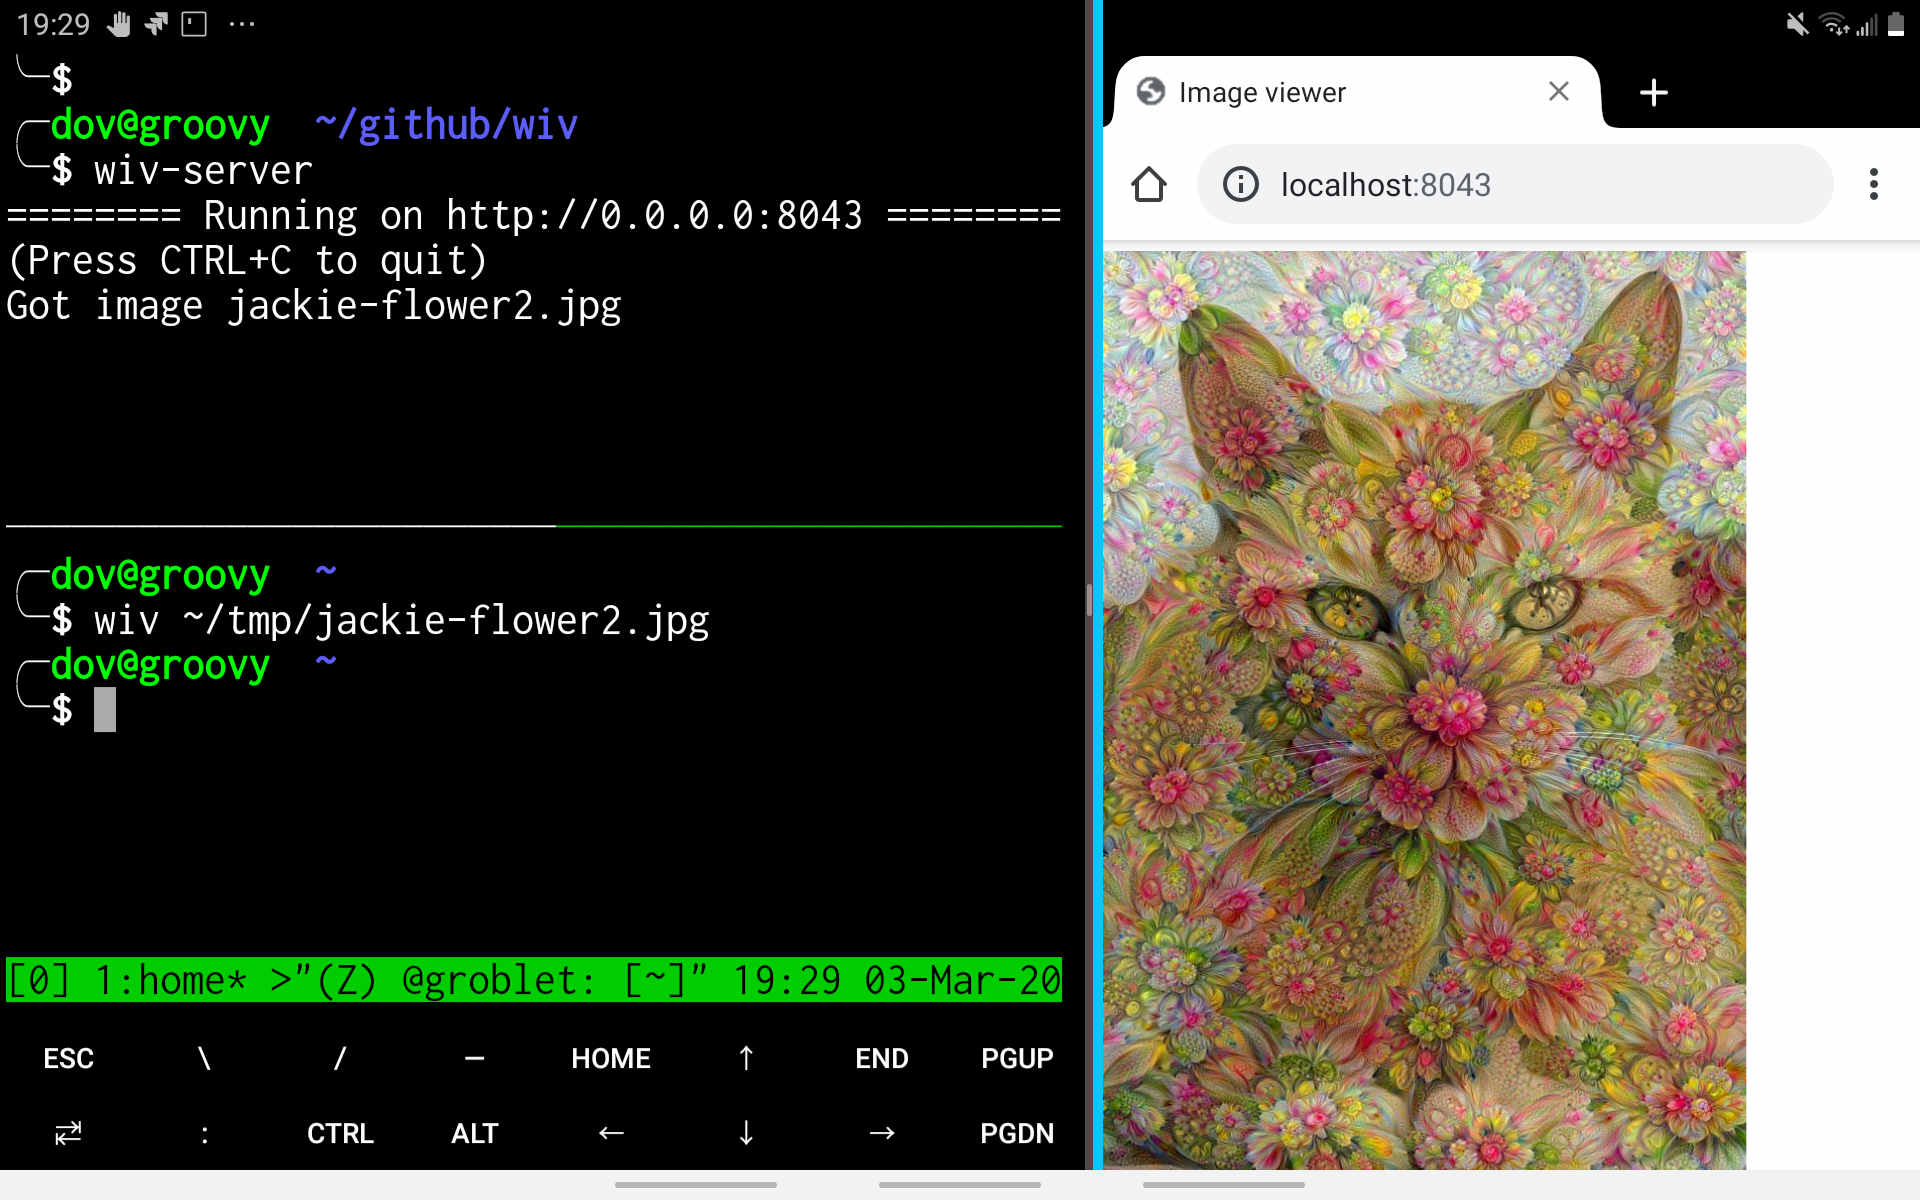 19:29 ...
╰─$
╭─dov@groovy ~/github/wiv
╰─$ wiv-server
======== Running on http://0.0.0.0:8043 ========
(Press CTRL+C to quit)
Got image jackie-flower2.jpg
╭─dov@groovy ~
╰─$ wiv ~/tmp/jackie-flower2.jpg
╭─dov@groovy ~
╰─$
[0] 1:home* >"(Z) @groblet: [~]" 19:29 03-Mar-20
ESC \ / — HOME ↑ END PGUP
⇄ : CTRL ALT ← ↓ → PGDN
Image viewer
localhost:8043